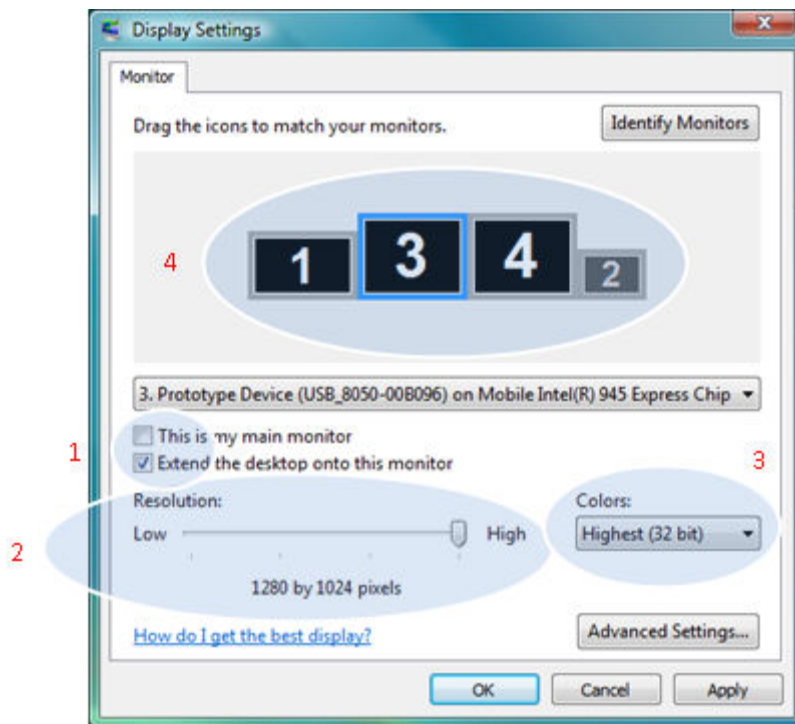 Display Settings
Monitor
Drag the icons to match your monitors.
Identify Monitors
4
1 3 4 2
3. Prototype Device (USB_8050-00B096) on Mobile Intel(R) 945 Express Chip
1
This is my main monitor
Extend the desktop onto this monitor
3
Resolution:
Colors:
Low High
Highest (32 bit)
2
1280 by 1024 pixels
How do I get the best display?
Advanced Settings...
OK Cancel Apply